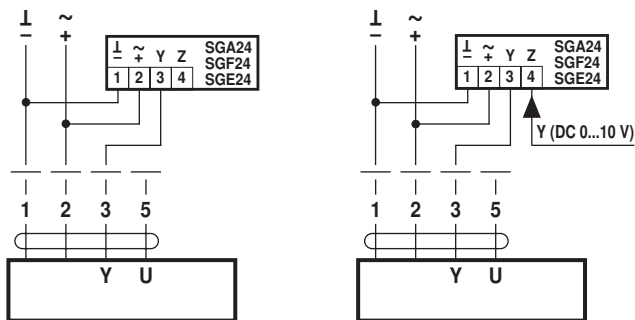 ⊥ ~
– +
⊥ ~ Y Z
– +
1 2 3 4
SGA24
SGF24
SGE24
1 2 3 5
Y U
⊥ ~
– +
⊥ ~ Y Z
– +
1 2 3 4
SGA24
SGF24
SGE24
Y (DC 0...10 V)
1 2 3 5
Y U